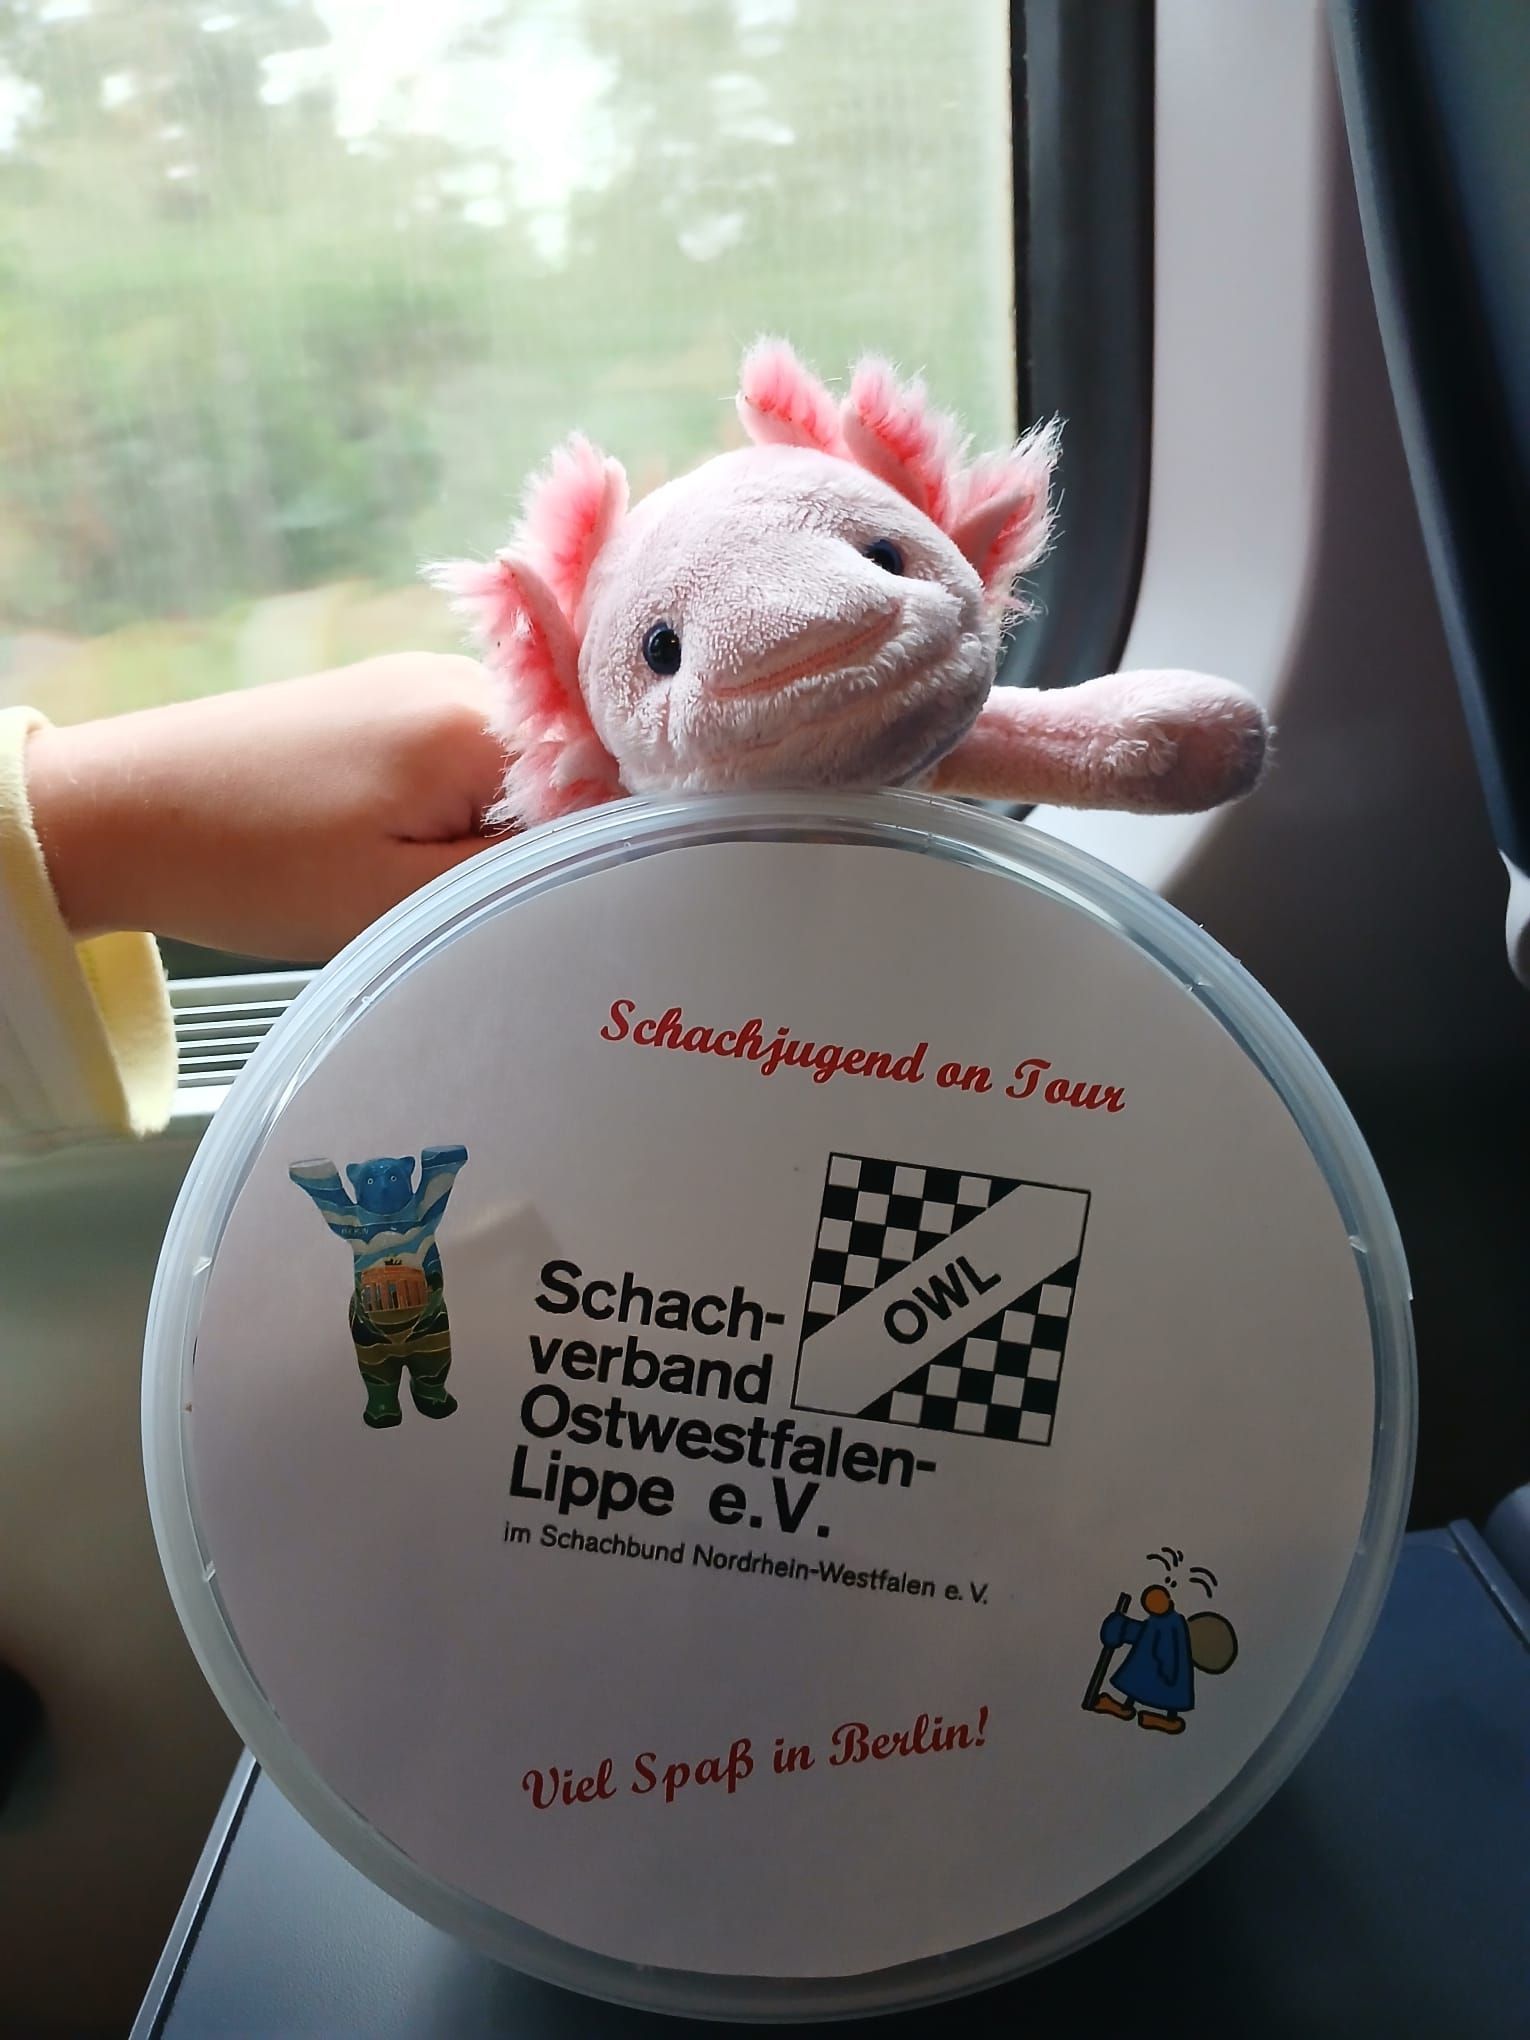 Schachjugend on Tour
OWL
Schach-
verband
Ostwestfalen-
Lippe e.V.
im Schachbund Nordrhein-Westfalen e.V.
Viel Spaß in Berlin!